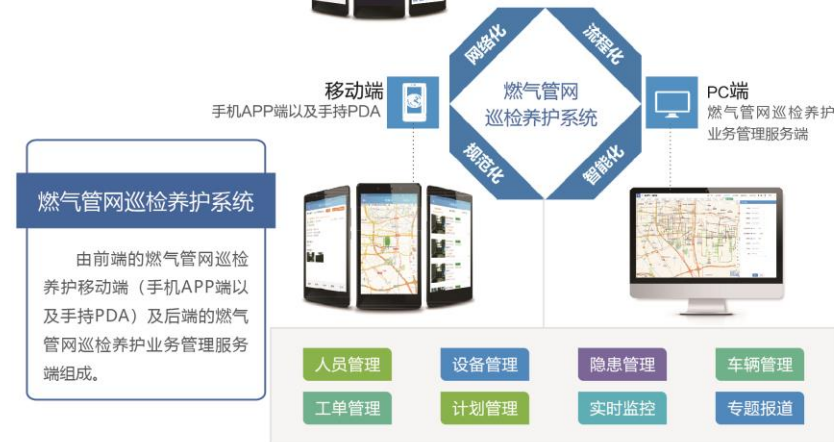 网络化
流程化
移动端
手机APP端以及手持PDA
燃气管网
巡检养护系统
PC端
燃气管网巡检养护
业务管理服务端
规范化
智能化
燃气管网巡检养护系统
由前端的燃气管网巡检
养护移动端（手机APP端以
及手持PDA）及后端的燃气
管网巡检养护业务管理服务
端组成。
人员管理
设备管理
隐患管理
车辆管理
工单管理
计划管理
实时监控
专题报道